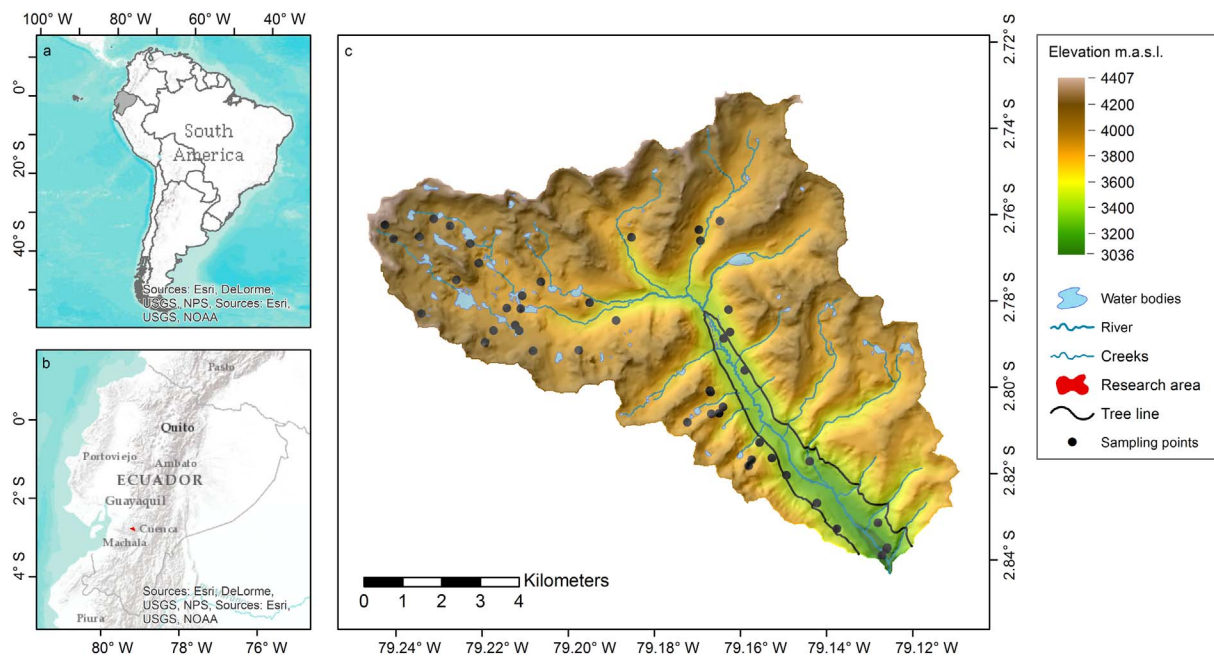 100° W 80° W 60° W 40° W
a
0°
20° S
40° S
South
America
Sources: Esri, DeLorme,
USGS, NPS, Sources: Esri,
USGS, NOAA
b
Pasto
Quito
Portoviejo
Ambato
ECUADOR
Guayaquil
Cuenca
Machala
Piura
0°
2° S
4° S
Sources: Esri, DeLorme,
USGS, NPS, Sources: Esri,
USGS, NOAA
80° W 78° W 76° W
c
2.72° S
2.74° S
2.76° S
2.78° S
2.80° S
2.82° S
2.84° S
Kilometers
0 1 2 3 4
79.24° W 79.22° W 79.20° W 79.18° W 79.16° W 79.14° W 79.12° W
Elevation m.a.s.l.
4407
4200
4000
3800
3600
3400
3200
3036
Water bodies
River
Creeks
Research area
Tree line
Sampling points